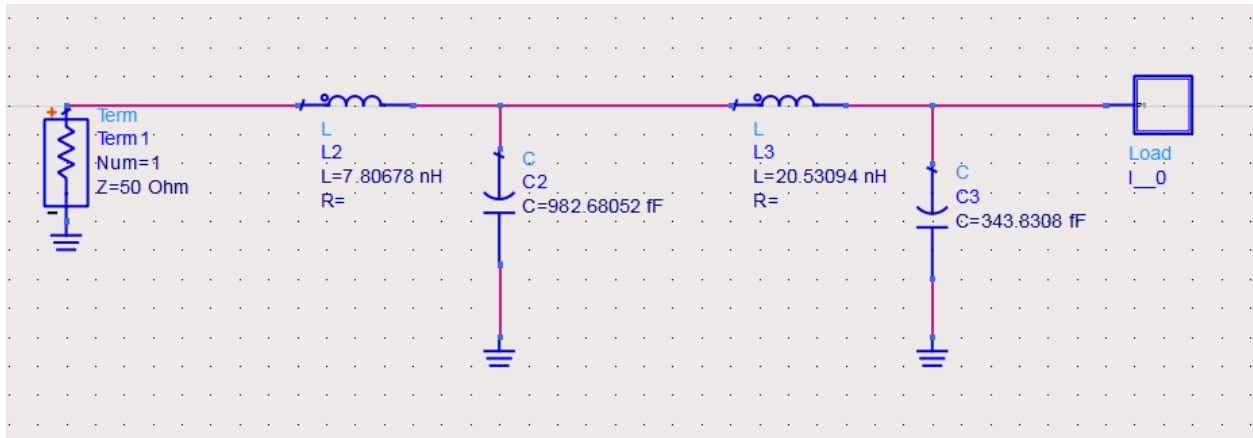 Term
Term1
Num=1
Z=50 Ohm
L
L2
L=7.80678 nH
R=
C
C2
C=982.68052 fF
L
L3
L=20.53094 nH
R=
C
C3
C=343.8308 fF
Load
I__0